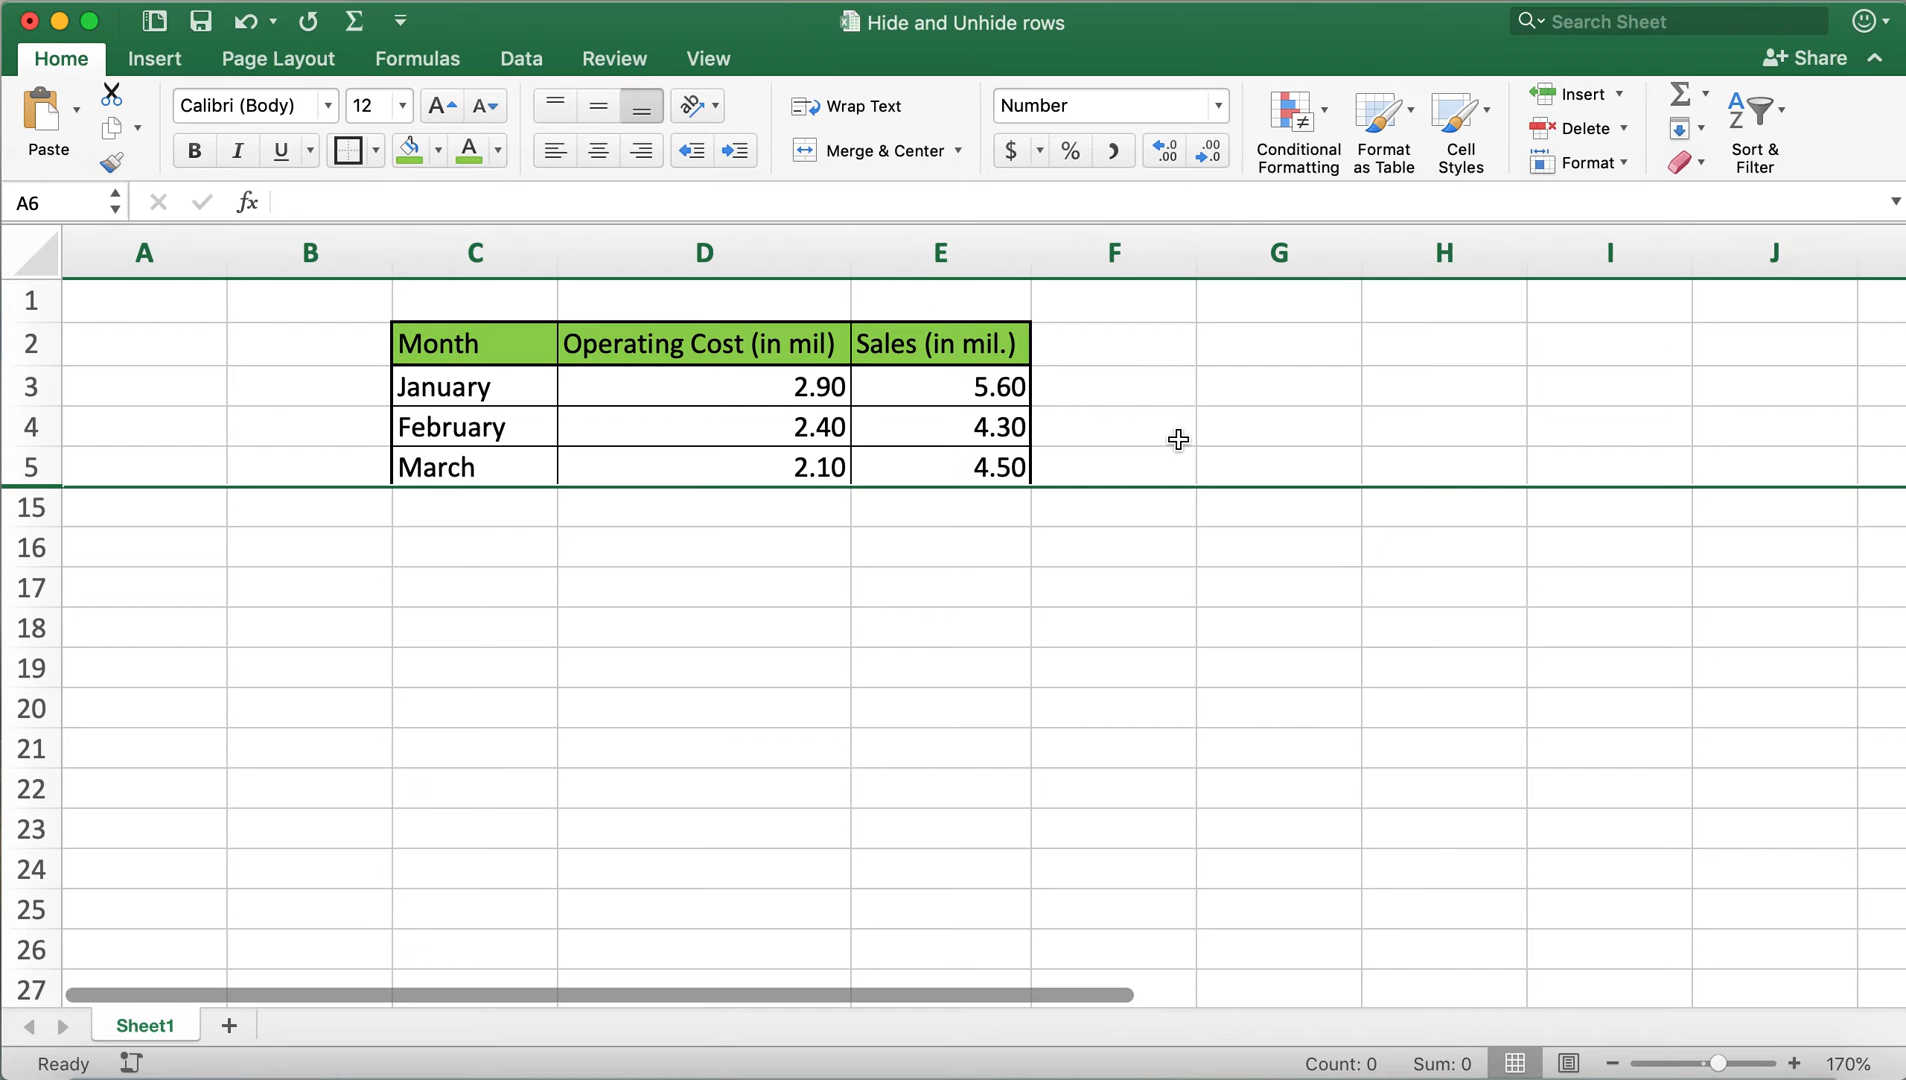 Hide and Unhide rows
Search Sheet
Home Insert Page Layout Formulas Data Review View
Share
Paste
Calibri (Body) 12
B I U A
Wrap Text
Merge & Center
Number
$ %
Conditional Formatting
Format as Table
Cell Styles
Insert
Delete
Format
Sort & Filter
A6 fx
A B C D E F G H I J
1
2 Month Operating Cost (in mil) Sales (in mil.)
3 January 2.90 5.60
4 February 2.40 4.30
5 March 2.10 4.50
15
16
17
18
19
20
21
22
23
24
25
26
27
Sheet1 +
Ready Count: 0 Sum: 0 170%